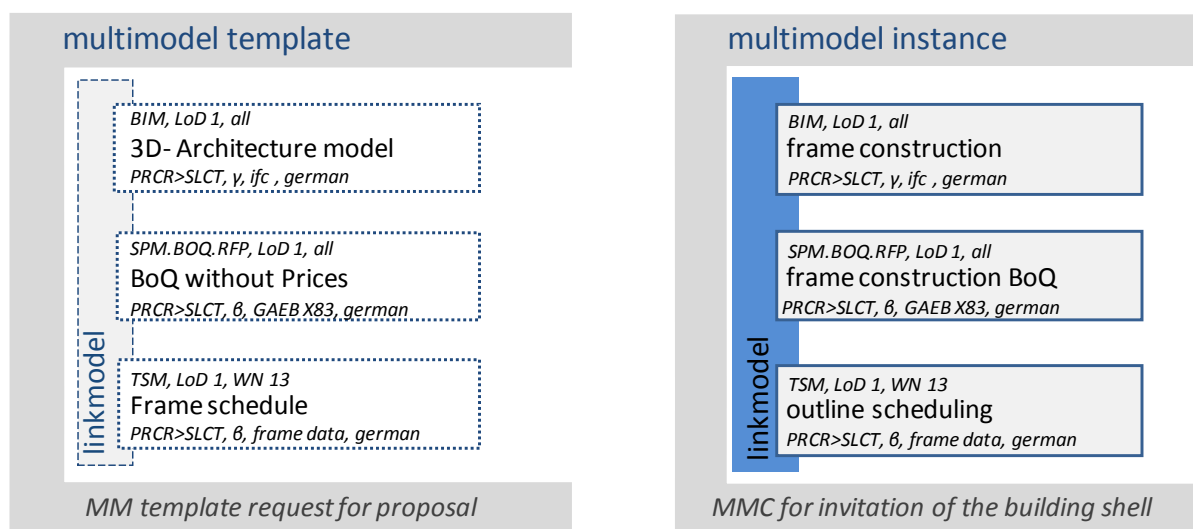 multimodel template
BIM, LoD 1, all
3D- Architecture model
PRCR>SLCT, γ, ifc , german
SPM.BOQ.RFP, LoD 1, all
BoQ without Prices
PRCR>SLCT, β, GAEB X83, german
TSM, LoD 1, WN 13
Frame schedule
PRCR>SLCT, β, frame data, german
linkmodel
MM template request for proposal
multimodel instance
BIM, LoD 1, all
frame construction
PRCR>SLCT, γ, ifc , german
SPM.BOQ.RFP, LoD 1, all
frame construction BoQ
PRCR>SLCT, β, GAEB X83, german
TSM, LoD 1, WN 13
outline scheduling
PRCR>SLCT, β, frame data, german
linkmodel
MMC for invitation of the building shell